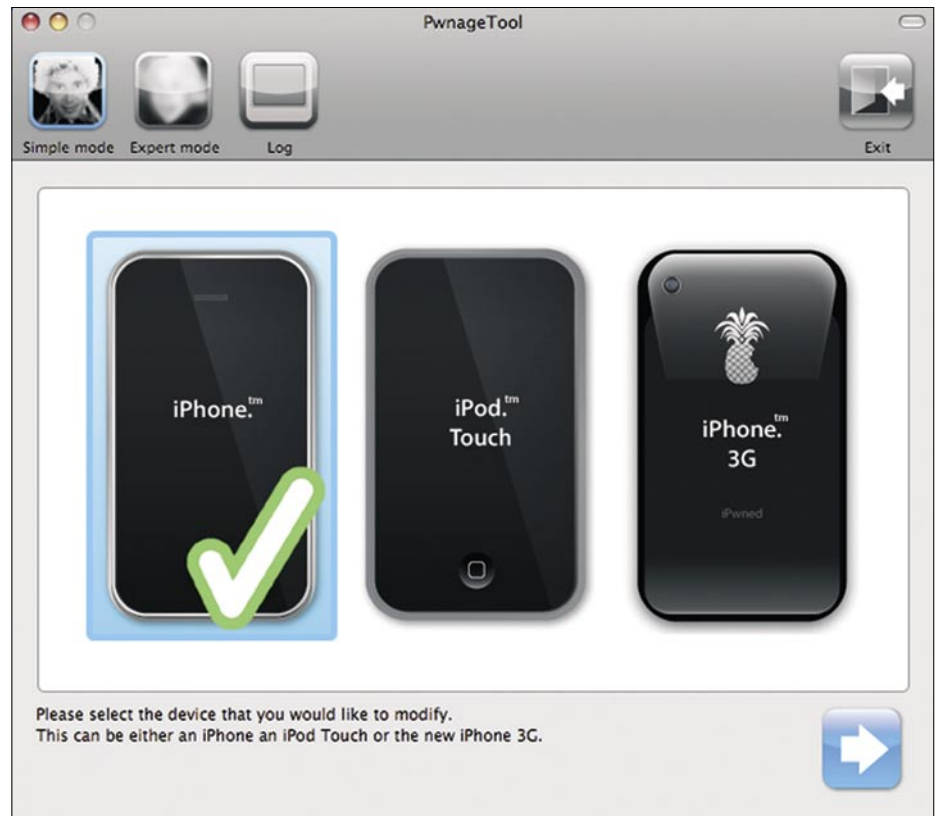 PwnageTool
Simple mode
Expert mode
Log
Exit
iPhone.™
iPod.™
Touch
iPhone.™
3G
iPwned
Please select the device that you would like to modify.
This can be either an iPhone an iPod Touch or the new iPhone 3G.